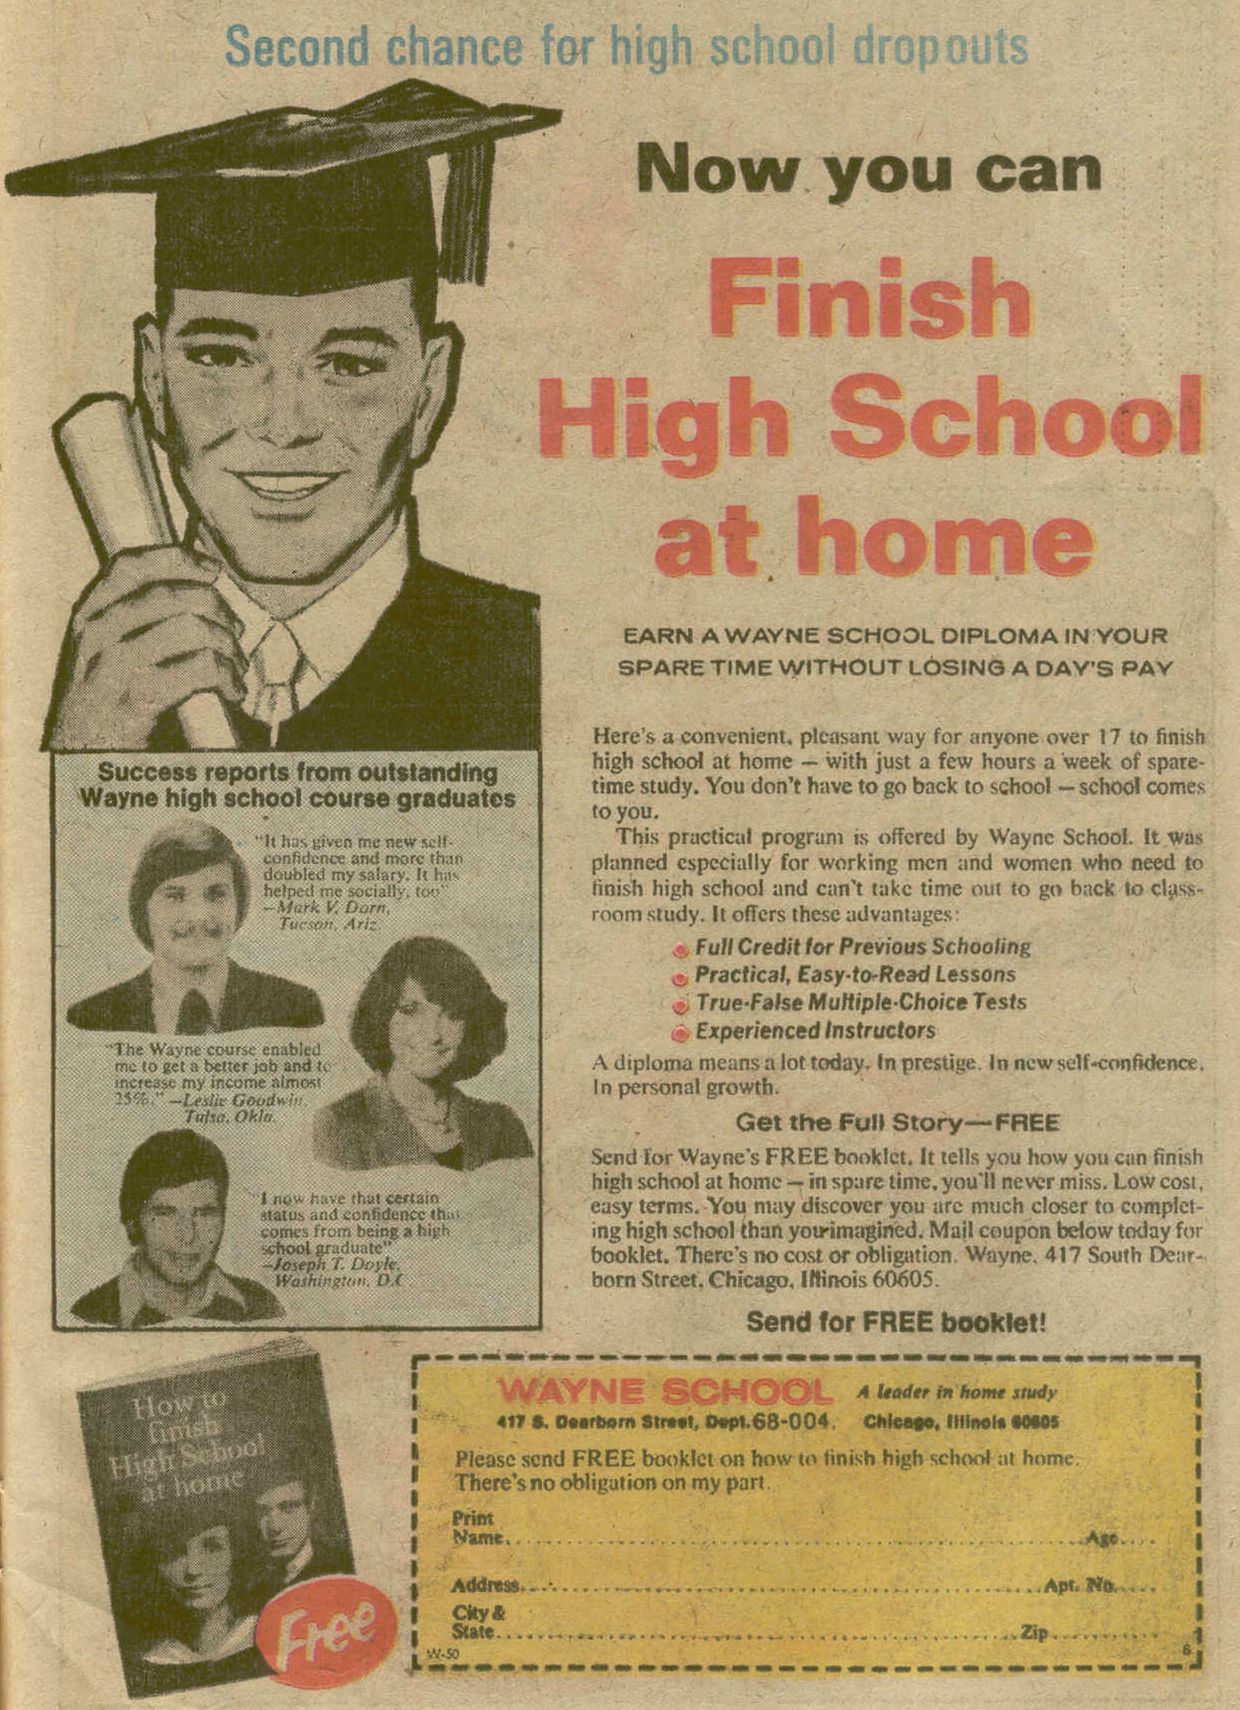 Second chance for high school dropouts
Now you can
Finish
High School
at home
EARN A WAYNE SCHOOL DIPLOMA IN YOUR
SPARE TIME WITHOUT LOSING A DAY'S PAY
Here's a convenient, pleasant way for anyone over 17 to finish
high school at home — with just a few hours a week of spare-
time study. You don't have to go back to school — school comes
to you.
This practical program is offered by Wayne School. It was
planned especially for working men and women who need to
finish high school and can't take time out to go back to class-
room study. It offers these advantages:
Full Credit for Previous Schooling
Practical, Easy-to-Read Lessons
True-False Multiple-Choice Tests
Experienced Instructors
A diploma means a lot today. In prestige. In new self-confidence.
In personal growth.
Get the Full Story—FREE
Send for Wayne's FREE booklet. It tells you how you can finish
high school at home — in spare time, you'll never miss. Low cost,
easy terms. You may discover you are much closer to complet-
ing high school than you imagined. Mail coupon below today for
booklet. There's no cost or obligation. Wayne, 417 South Dear-
born Street, Chicago, Illinois 60605.
Send for FREE booklet!
Success reports from outstanding
Wayne high school course graduates
"It has given me new self-
confidence and more than
doubled my salary. It has
helped me socially, too"
—Mark V. Dorn,
Tucson, Ariz.
"The Wayne course enabled
me to get a better job and to
increase my income almost
25%." —Leslie Goodwin,
Tulsa, Okla.
"I now have that certain
status and confidence that
comes from being a high
school graduate"
—Joseph T. Doyle,
Washington, D.C.
How to
finish
High School
at home
Free
WAYNE SCHOOL A leader in home study
417 S. Dearborn Street, Dept. 68-004, Chicago, Illinois 60605
Please send FREE booklet on how to finish high school at home.
There's no obligation on my part.
Print
Name Age
Address Apt. No.
City &
State Zip
W-50 6